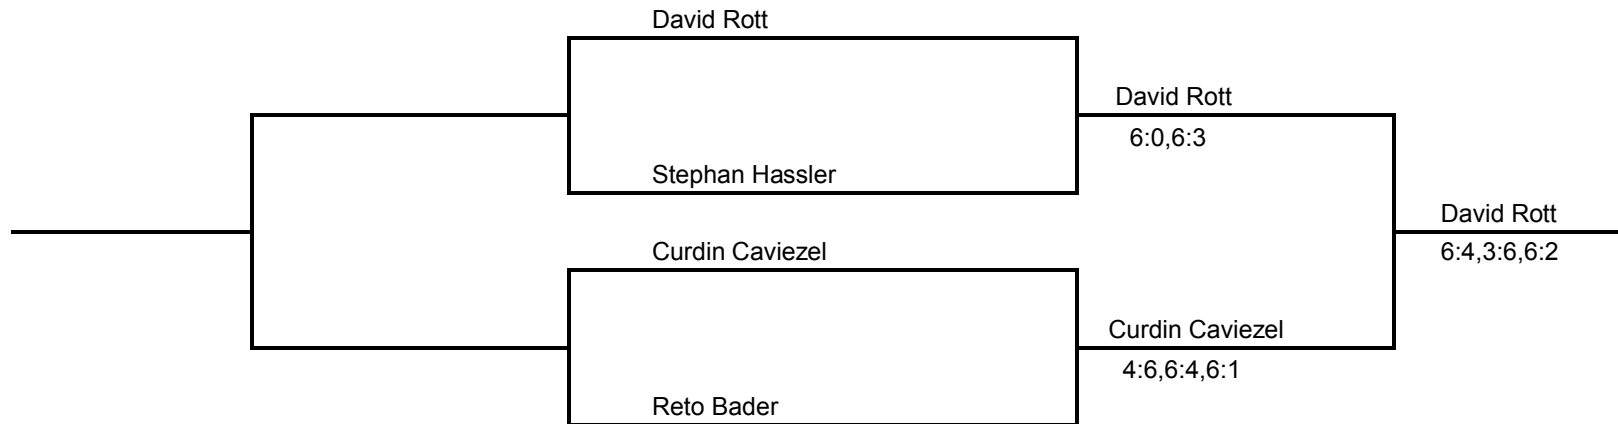 David Rott
David Rott
6:0,6:3
Stephan Hassler
David Rott
6:4,3:6,6:2
Curdin Caviezel
Curdin Caviezel
4:6,6:4,6:1
Reto Bader